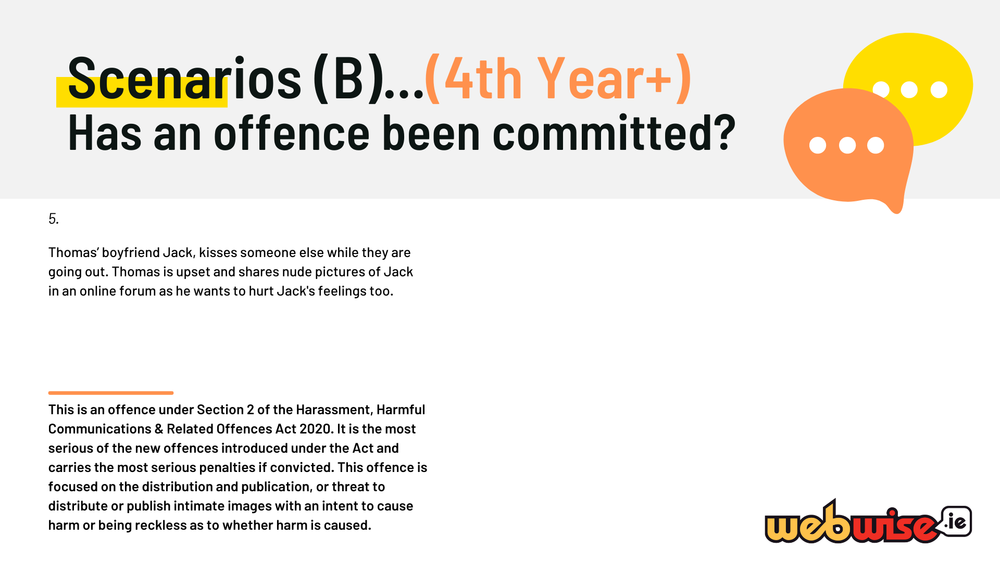 Scenarios (B)...(4th Year+)
Has an offence been committed?
5.
Thomas’ boyfriend Jack, kisses someone else while they are
going out. Thomas is upset and shares nude pictures of Jack
in an online forum as he wants to hurt Jack's feelings too.
This is an offence under Section 2 of the Harassment, Harmful
Communications & Related Offences Act 2020. It is the most
serious of the new offences introduced under the Act and
carries the most serious penalties if convicted. This offence is
focused on the distribution and publication, or threat to
distribute or publish intimate images with an intent to cause
harm or being reckless as to whether harm is caused.
webwise.ie